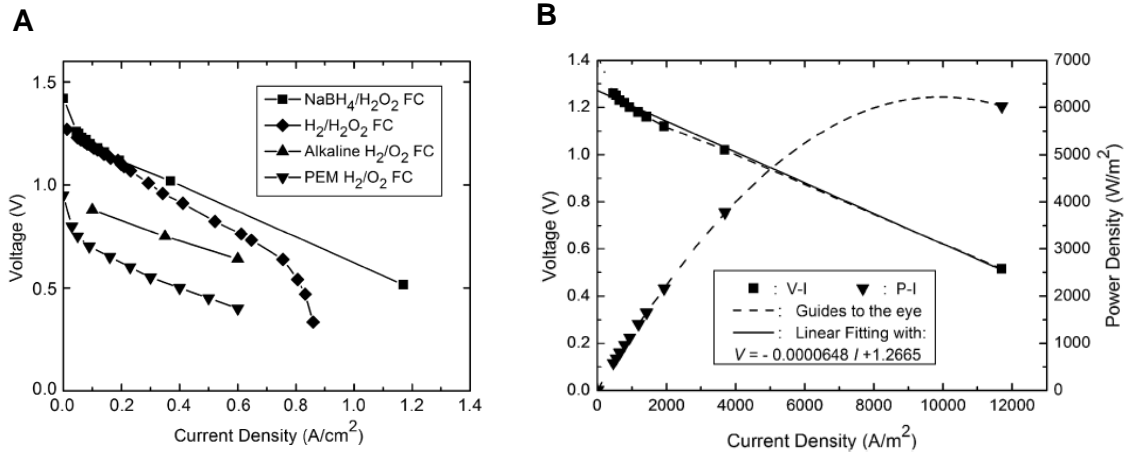 A
Voltage (V)
1.5
1.0
0.5
0.0
NaBH4/H2O2 FC
H2/H2O2 FC
Alkaline H2/O2 FC
PEM H2/O2 FC
0.0 0.2 0.4 0.6 0.8 1.0 1.2 1.4
Current Density (A/cm2)
B
Voltage (V)
1.4
1.2
1.0
0.8
0.6
0.4
0.2
0.0
: V-I : P-I
: Guides to the eye
: Linear Fitting with:
V = - 0.0000648 I +1.2665
7000
6000
5000
4000
3000
2000
1000
0
Power Density (W/m2)
0 2000 4000 6000 8000 10000 12000
Current Density (A/m2)